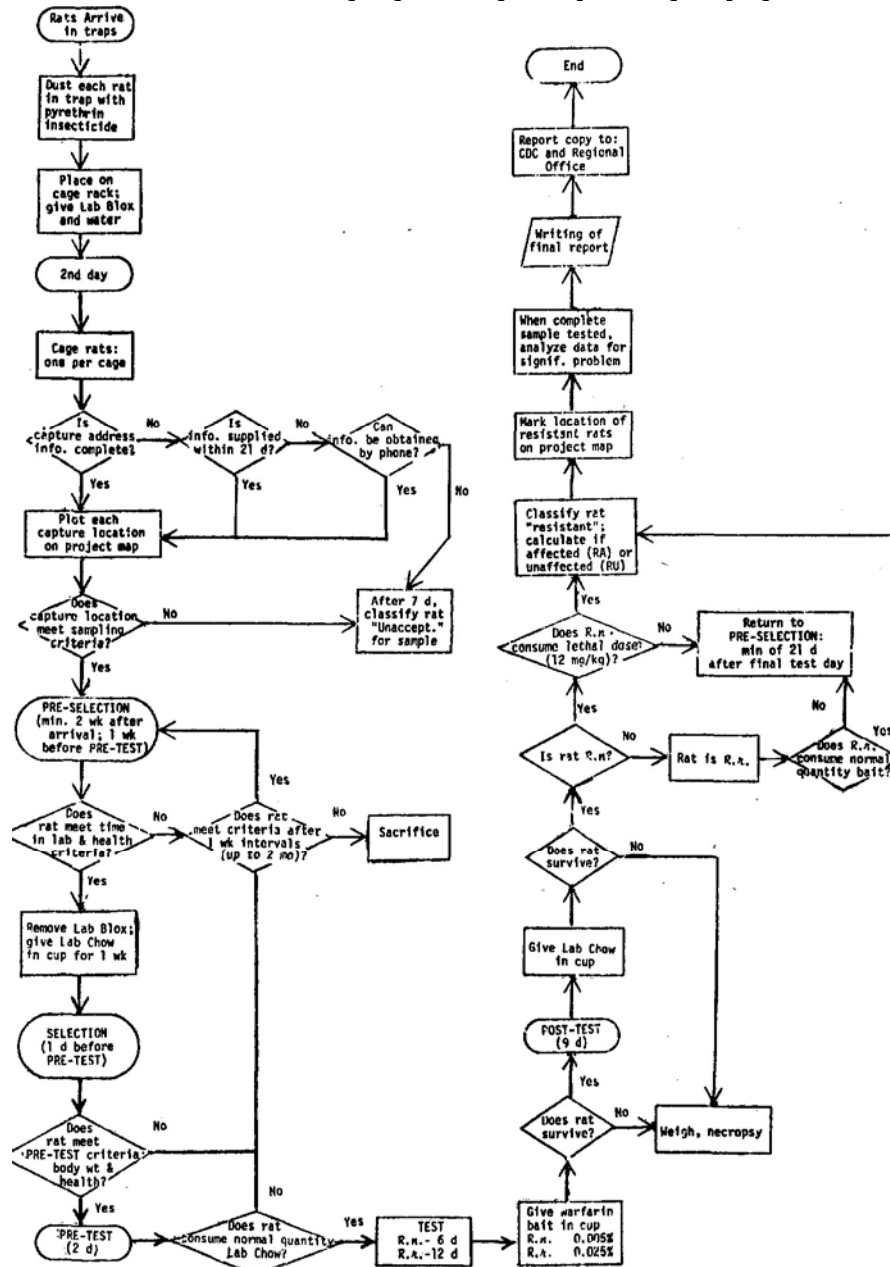 Rats Arrive
in traps
Dust each rat
in trap with
pyrethrin
insecticide
Place on
cage rack;
give Lab Blox
and water
2nd day
Cage rats:
one per cage
Is
capture address
info. complete?
No
Yes
Is
info. supplied
within 21 d?
No
Yes
Can
info. be obtained
by phone?
Yes
No
Plot each
capture location
on project map
Does
capture location
meet sampling
criteria?
No
Yes
After 7 d,
classify rat
"Unaccept."
for sample
PRE-SELECTION
(min. 2 wk after
arrival; 1 wk
before PRE-TEST)
Does
rat meet time
in lab & health
criteria?
No
Yes
Does rat
meet criteria after
1 wk intervals
(up to 2 mo)?
Yes
No
Sacrifice
Remove Lab Blox;
give Lab Chow
in cup for 1 wk
SELECTION
(1 d before
PRE-TEST)
Does
rat meet
PRE-TEST criteria:
body wt &
health?
No
Yes
PRE-TEST
(2 d)
Does rat
consume normal quantity
Lab Chow?
No
Yes
TEST
R.n.- 6 d
R.r.-12 d
Give warfarin
bait in cup
R.n. 0.005%
R.r. 0.025%
Does rat
survive?
No
Yes
Weigh, necropsy
POST-TEST
(9 d)
Give Lab Chow
in cup
Does rat
survive?
No
Yes
Is rat R.n?
No
Yes
Rat is R.r.
Does R.r.
consume normal
quantity bait?
No
Yes
Does R.n.
consume lethal dose?
(12 mg/kg)?
No
Yes
Return to
PRE-SELECTION:
min of 21 d
after final test day
Classify rat
"resistant";
calculate if
affected (RA) or
unaffected (RU)
Mark location of
resistant rats
on project map
When complete
sample tested,
analyze data for
signif. problem
Writing of
final report
Report copy to:
CDC and Regional
Office
End